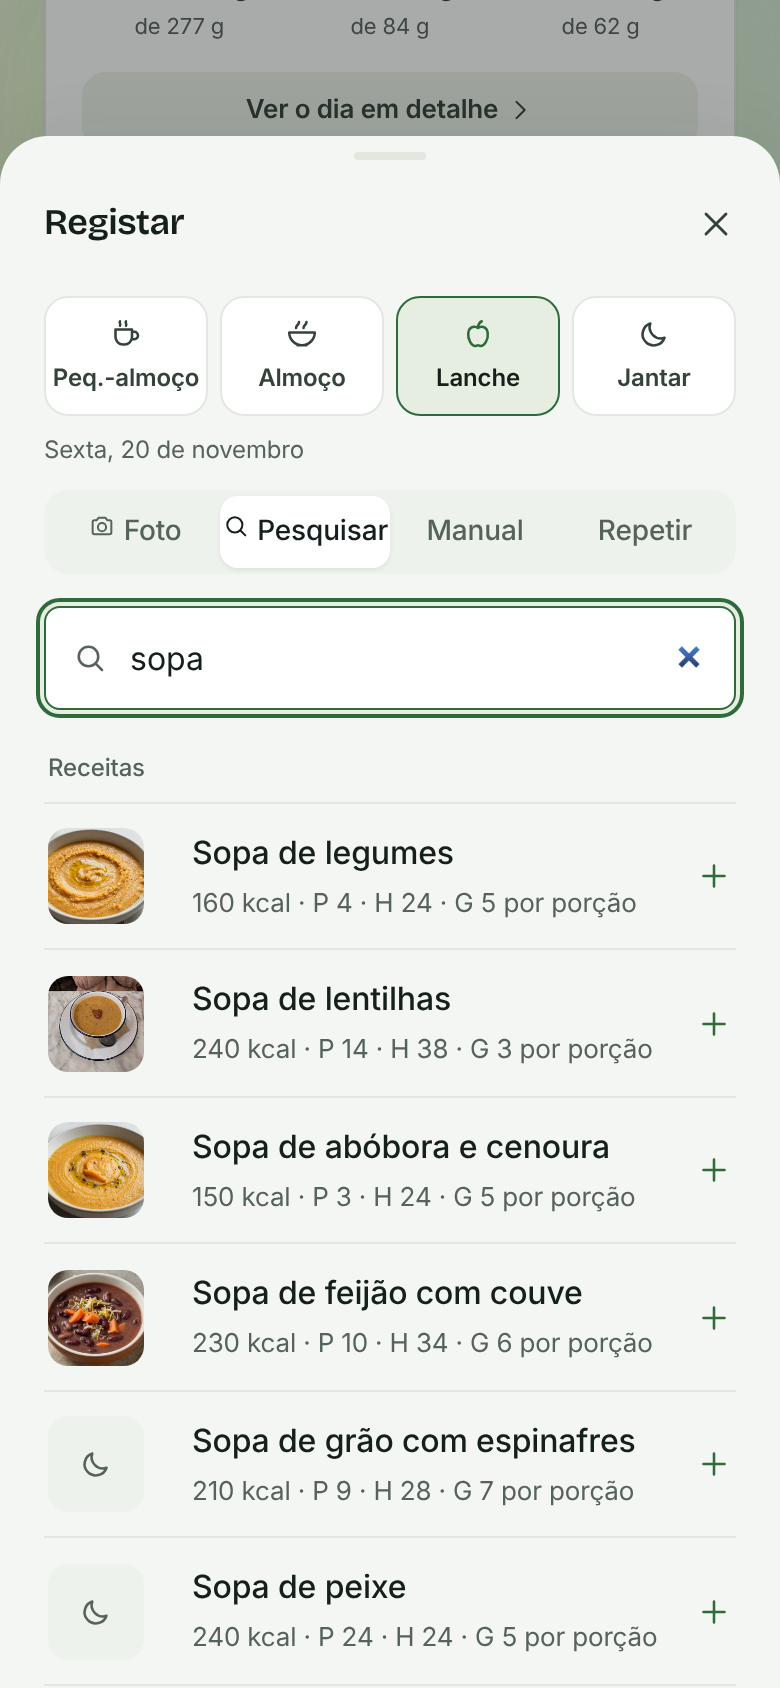 de 277 g
de 84 g
de 62 g
Ver o dia em detalhe
Registar
Peq.-almoço
Almoço
Lanche
Jantar
Sexta, 20 de novembro
Foto
Pesquisar
Manual
Repetir
sopa
Receitas
Sopa de legumes
160 kcal · P 4 · H 24 · G 5 por porção
Sopa de lentilhas
240 kcal · P 14 · H 38 · G 3 por porção
Sopa de abóbora e cenoura
150 kcal · P 3 · H 24 · G 5 por porção
Sopa de feijão com couve
230 kcal · P 10 · H 34 · G 6 por porção
Sopa de grão com espinafres
210 kcal · P 9 · H 28 · G 7 por porção
Sopa de peixe
240 kcal · P 24 · H 24 · G 5 por porção